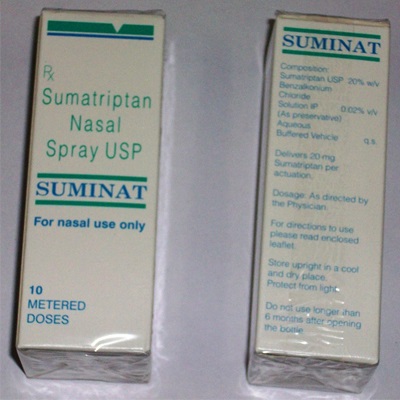 Rx
Sumatriptan
Nasal
Spray USP
SUMINAT
For nasal use only
10
METERED
DOSES
SUMINAT
Composition:
Sumatriptan USP 20% w/v
Benzalkonium
Chloride
Solution IP 0.02% v/v
(As preservative)
Aqueous
Buffered Vehicle q.s.
Delivers 20 mg
Sumatriptan per
actuation.
Dosage: As directed by
the Physician.
For directions to use
please read enclosed
leaflet.
Store upright in a cool
and dry place.
Protect from light.
Do not use longer than
6 months after opening
the bottle